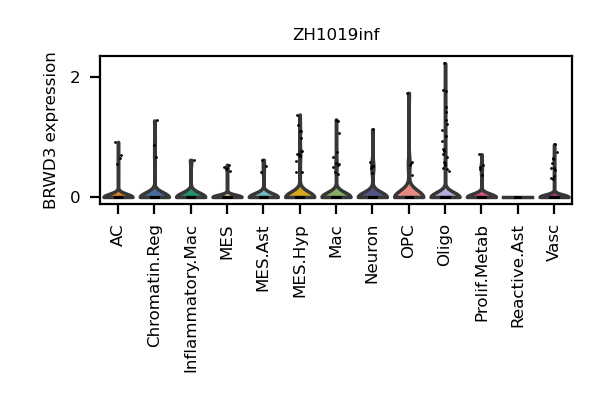 ZH1019inf
BRWD3 expression
2
0
AC
Chromatin.Reg
Inflammatory.Mac
MES
MES.Ast
MES.Hyp
Mac
Neuron
OPC
Oligo
Prolif.Metab
Reactive.Ast
Vasc